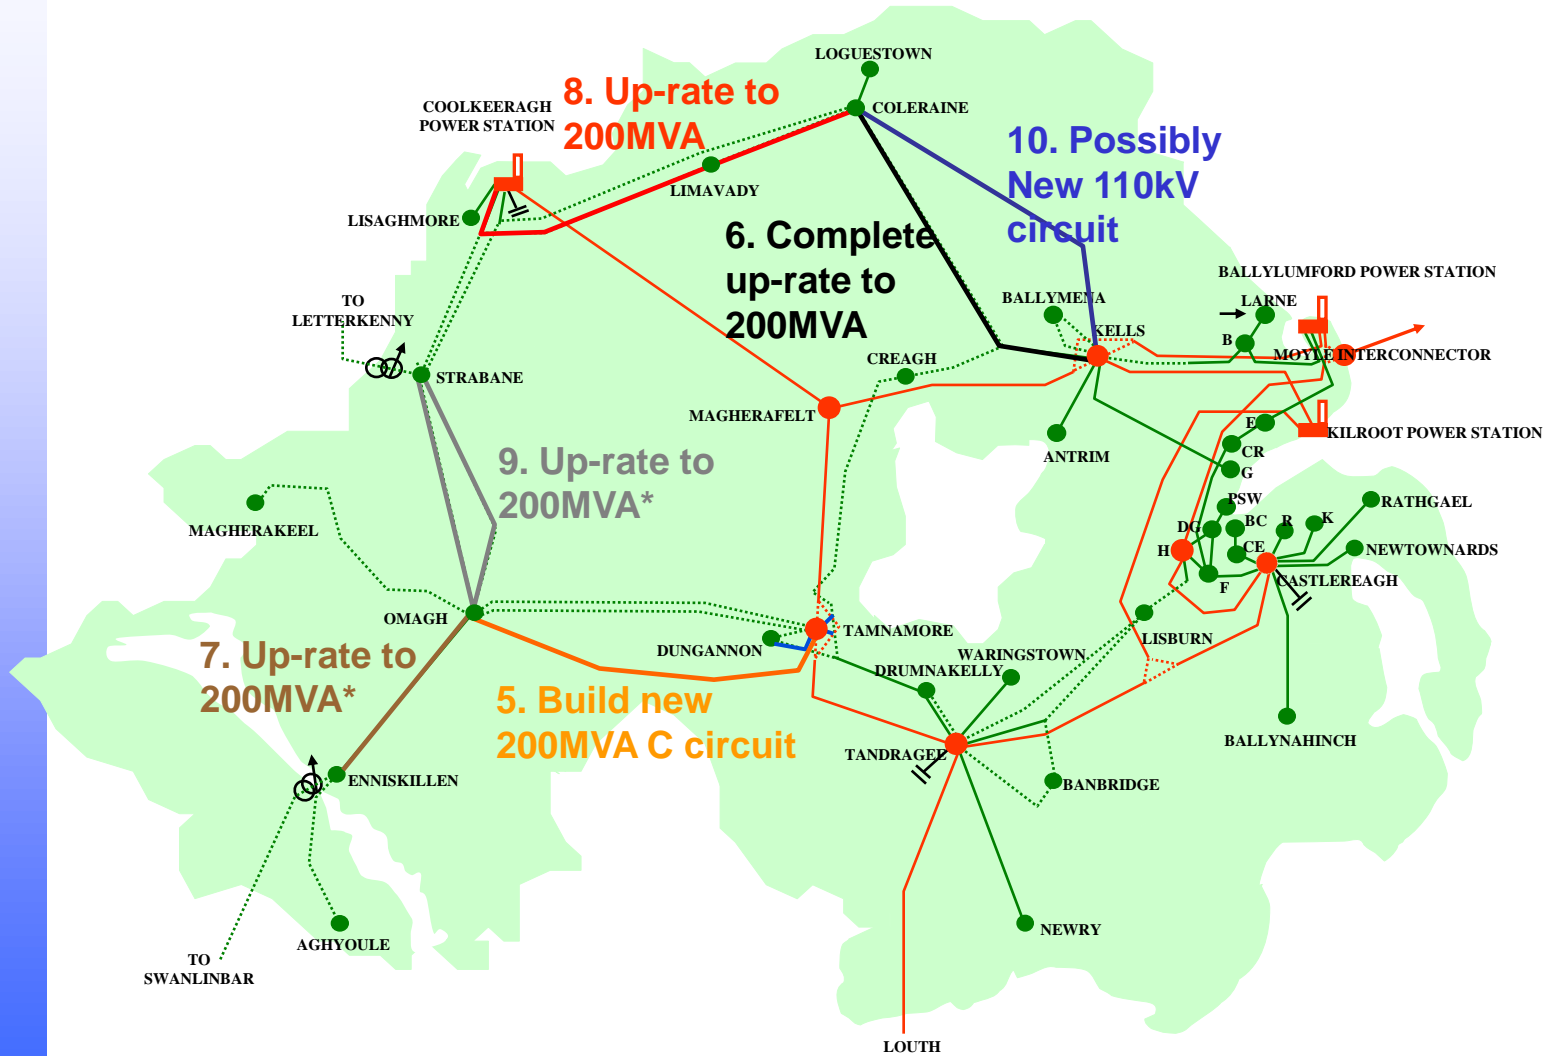 LOGUESTOWN
8. Up-rate to
200MVA
COOLKEERAGH
POWER STATION
COLERAINE
10. Possibly
New 110kV
circuit
LIMAVADY
LISAGHMORE
6. Complete
up-rate to
200MVA
BALLYLUMFORD POWER STATION
TO
LETTERKENNY
BALLYMENA
LARNE
KELLS
B
MOYLE INTERCONNECTOR
CREAGH
STRABANE
MAGHERAFELT
E
KILROOT POWER STATION
ANTRIM
CR
G
9. Up-rate to
200MVA*
MAGHERAKEEL
PSW
RATHGAEL
DG
BC
R
K
H
CE
NEWTOWNARDS
F
CASTLEREAGH
OMAGH
TAMNAMORE
LISBURN
DUNGANNON
WARINGSTOWN
DRUMNAKELLY
7. Up-rate to
200MVA*
5. Build new
200MVA C circuit
TANDRAGEE
BALLYNAHINCH
ENNISKILLEN
BANBRIDGE
AGHYOULE
NEWRY
TO
SWANLINBAR
LOUTH